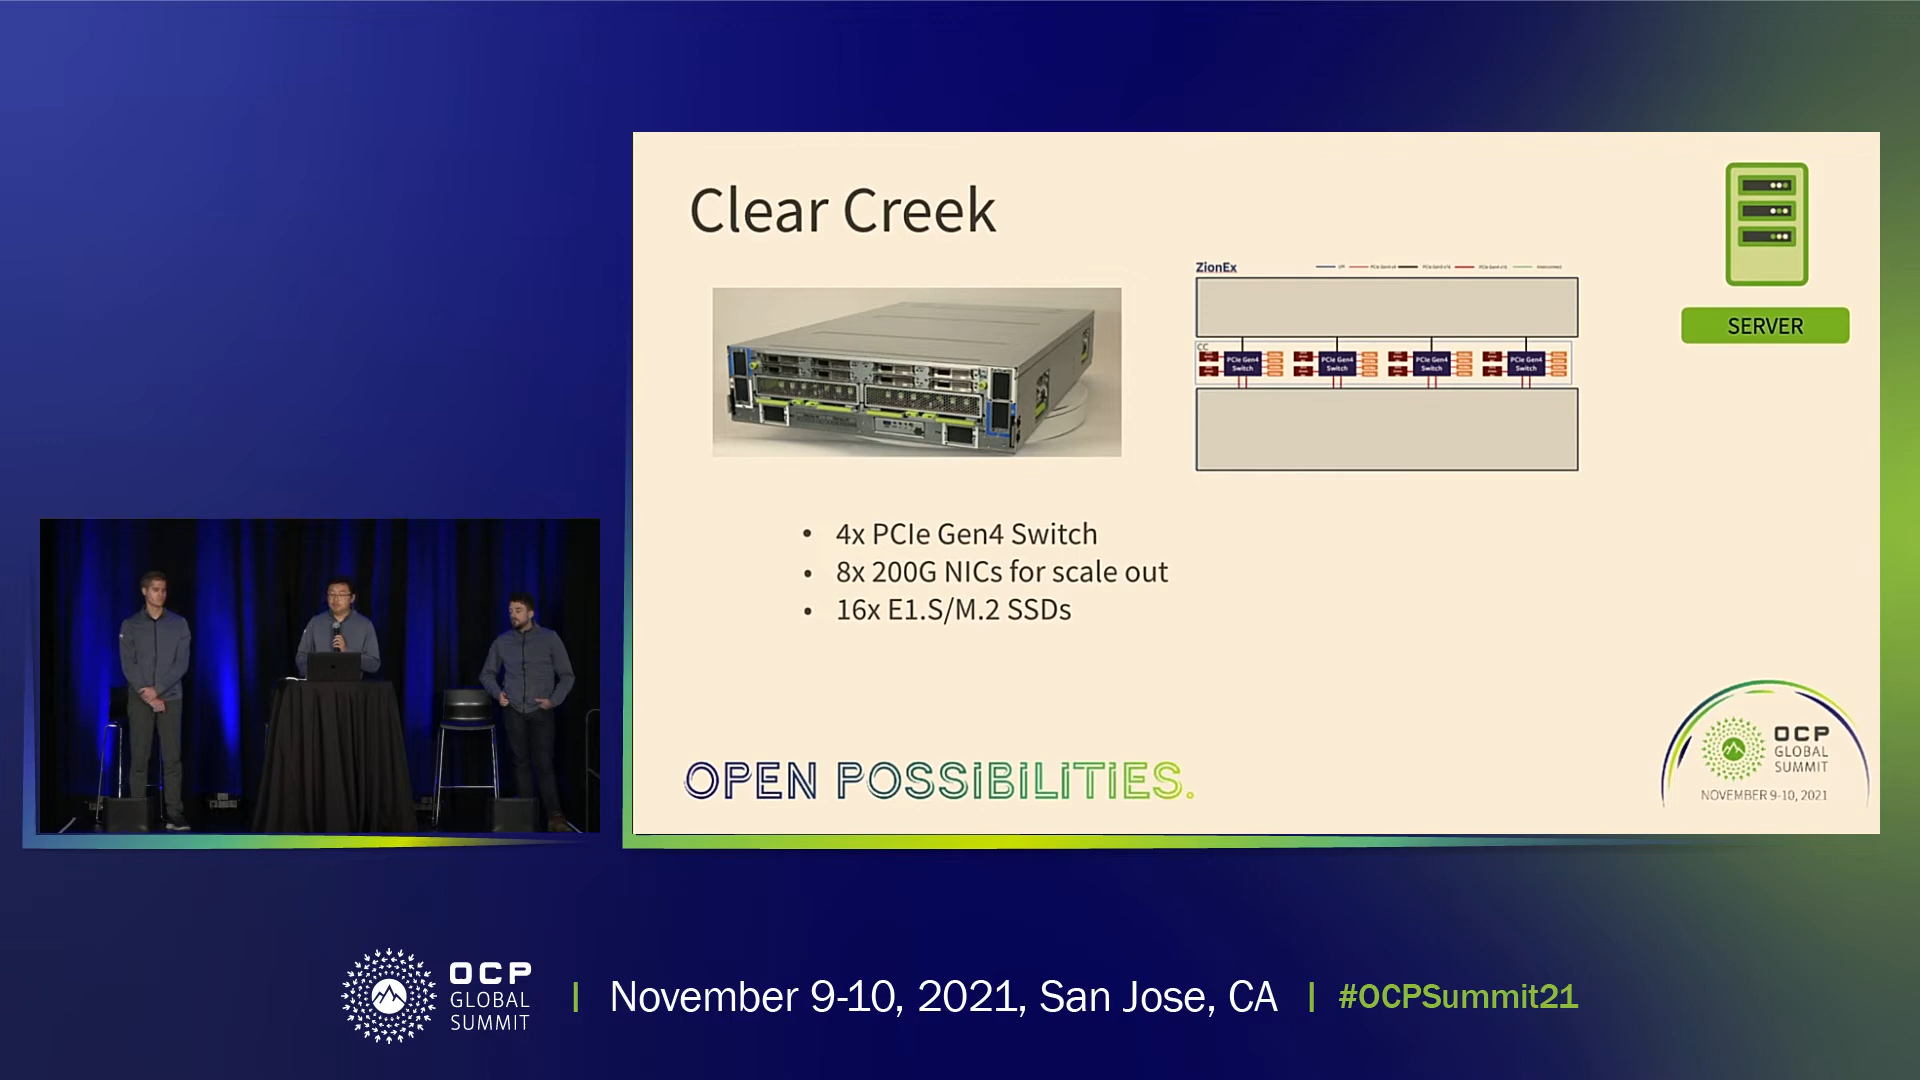 Clear Creek
ZionEx
UPI
CC
PCIe Gen4
Switch
PCIe Gen4
Switch
PCIe Gen4
Switch
PCIe Gen4
Switch
SERVER
• 4x PCIe Gen4 Switch
• 8x 200G NICs for scale out
• 16x E1.S/M.2 SSDs
OPEN POSSIBILITIES.
OCP
GLOBAL
SUMMIT
NOVEMBER 9-10, 2021
OCP
GLOBAL
SUMMIT
| November 9-10, 2021, San Jose, CA | #OCPSummit21